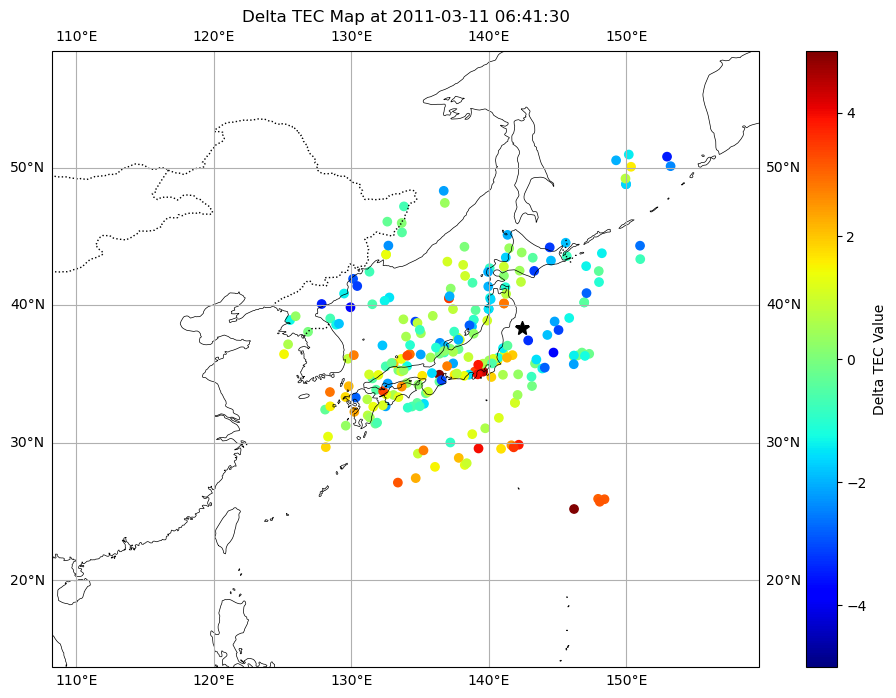 Delta TEC Map at 2011-03-11 06:41:30
110°E 120°E 130°E 140°E 150°E
4
50°N 50°N
2
40°N 40°N
0
Delta TEC Value
30°N 30°N
−2
20°N 20°N
−4
110°E 120°E 130°E 140°E 150°E